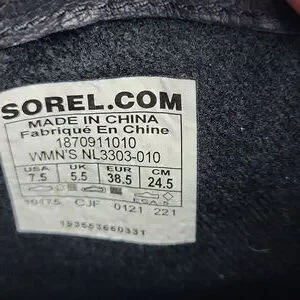 SOREL.COM
MADE IN CHINA
Fabriqué En Chine
1870911010
WMN'S NL3303-010
USA UK EUR CM
7.5 5.5 38.5 24.5
CJF 0121 221
193553660331